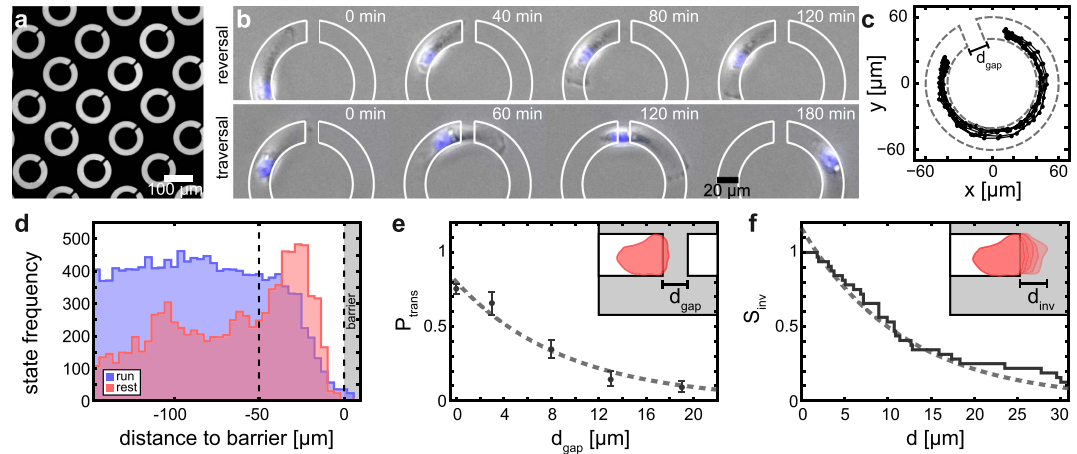 a
100 µm
b
reversal
0 min
40 min
80 min
120 min
traversal
0 min
60 min
120 min
180 min
20 µm
c
60
0
−60
y [µm]
d_gap
−60
0
60
x [µm]
d
500
400
300
200
100
0
state frequency
run
rest
barrier
-100
-50
0
distance to barrier [µm]
e
1
0.5
0
P_trans
d_gap
0
4
8
12
16
20
d_gap [µm]
f
1
0.5
0
S_inv
d_inv
0
5
10
15
20
25
30
d [µm]